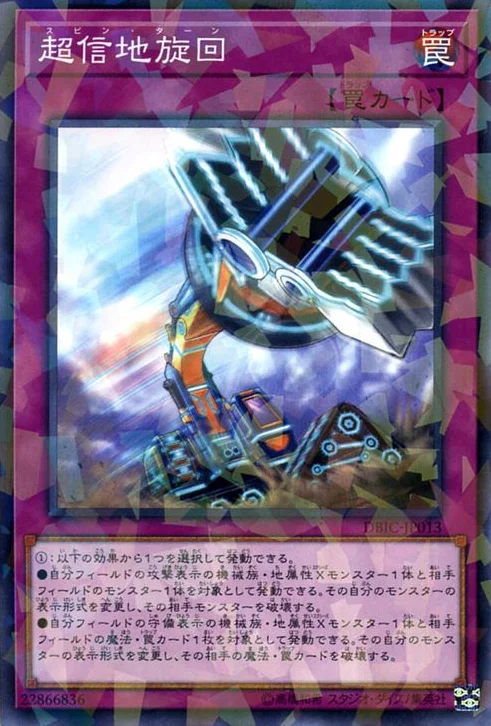 スピン・ターン
超信地旋回
トラップ
罠
【罠カード】
DBIC-JP013
①:以下の効果から1つを選択して発動できる。
●自分フィールドの攻撃表示の機械族・地属性Xモンスター1体と相手
フィールドのモンスター1体を対象として発動できる。その自分のモンスターの
表示形式を変更し、その相手モンスターを破壊する。
●自分フィールドの守備表示の機械族・地属性Xモンスター1体と相手
フィールドの魔法・罠カード1枚を対象として発動できる。その自分のモンス
ターの表示形式を変更し、その相手の魔法・罠カードを破壊する。
22866836
©高橋和希 スタジオ・ダイス/集英社